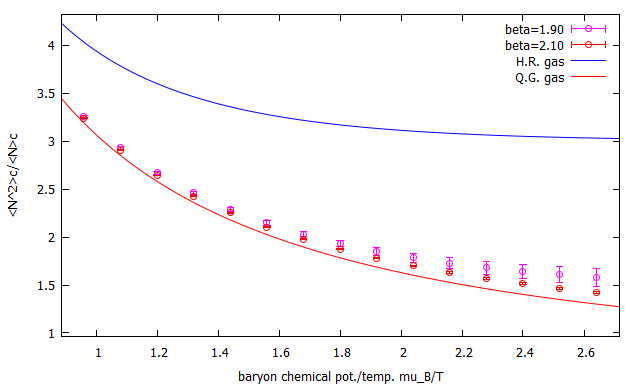 beta=1.90
beta=2.10
H.R. gas
Q.G. gas
4
3.5
3
2.5
2
1.5
1
<N^2>c/<N>c
1 1.2 1.4 1.6 1.8 2 2.2 2.4 2.6
baryon chemical pot./temp. mu_B/T